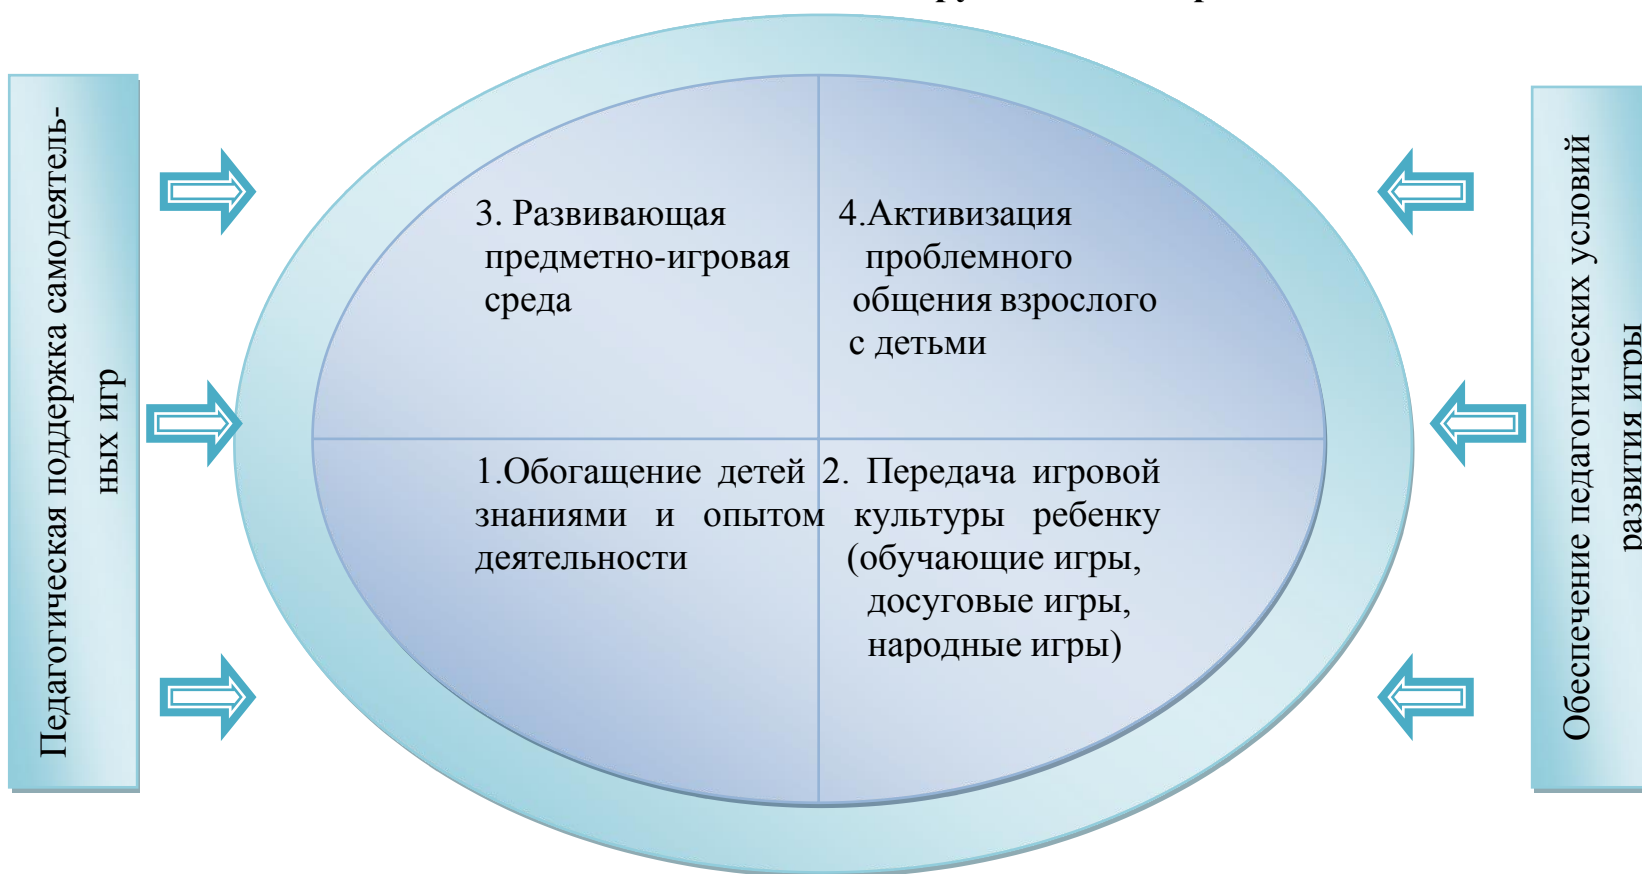 Педагогическая поддержка самодеятель-
ных игр
3. Развивающая
предметно-игровая
среда
4.Активизация
проблемного
общения взрослого
с детьми
1.Обогащение детей
знаниями и опытом
деятельности
2. Передача игровой
культуры ребенку
(обучающие игры,
досуговые игры,
народные игры)
Обеспечение педагогических условий
развития игры